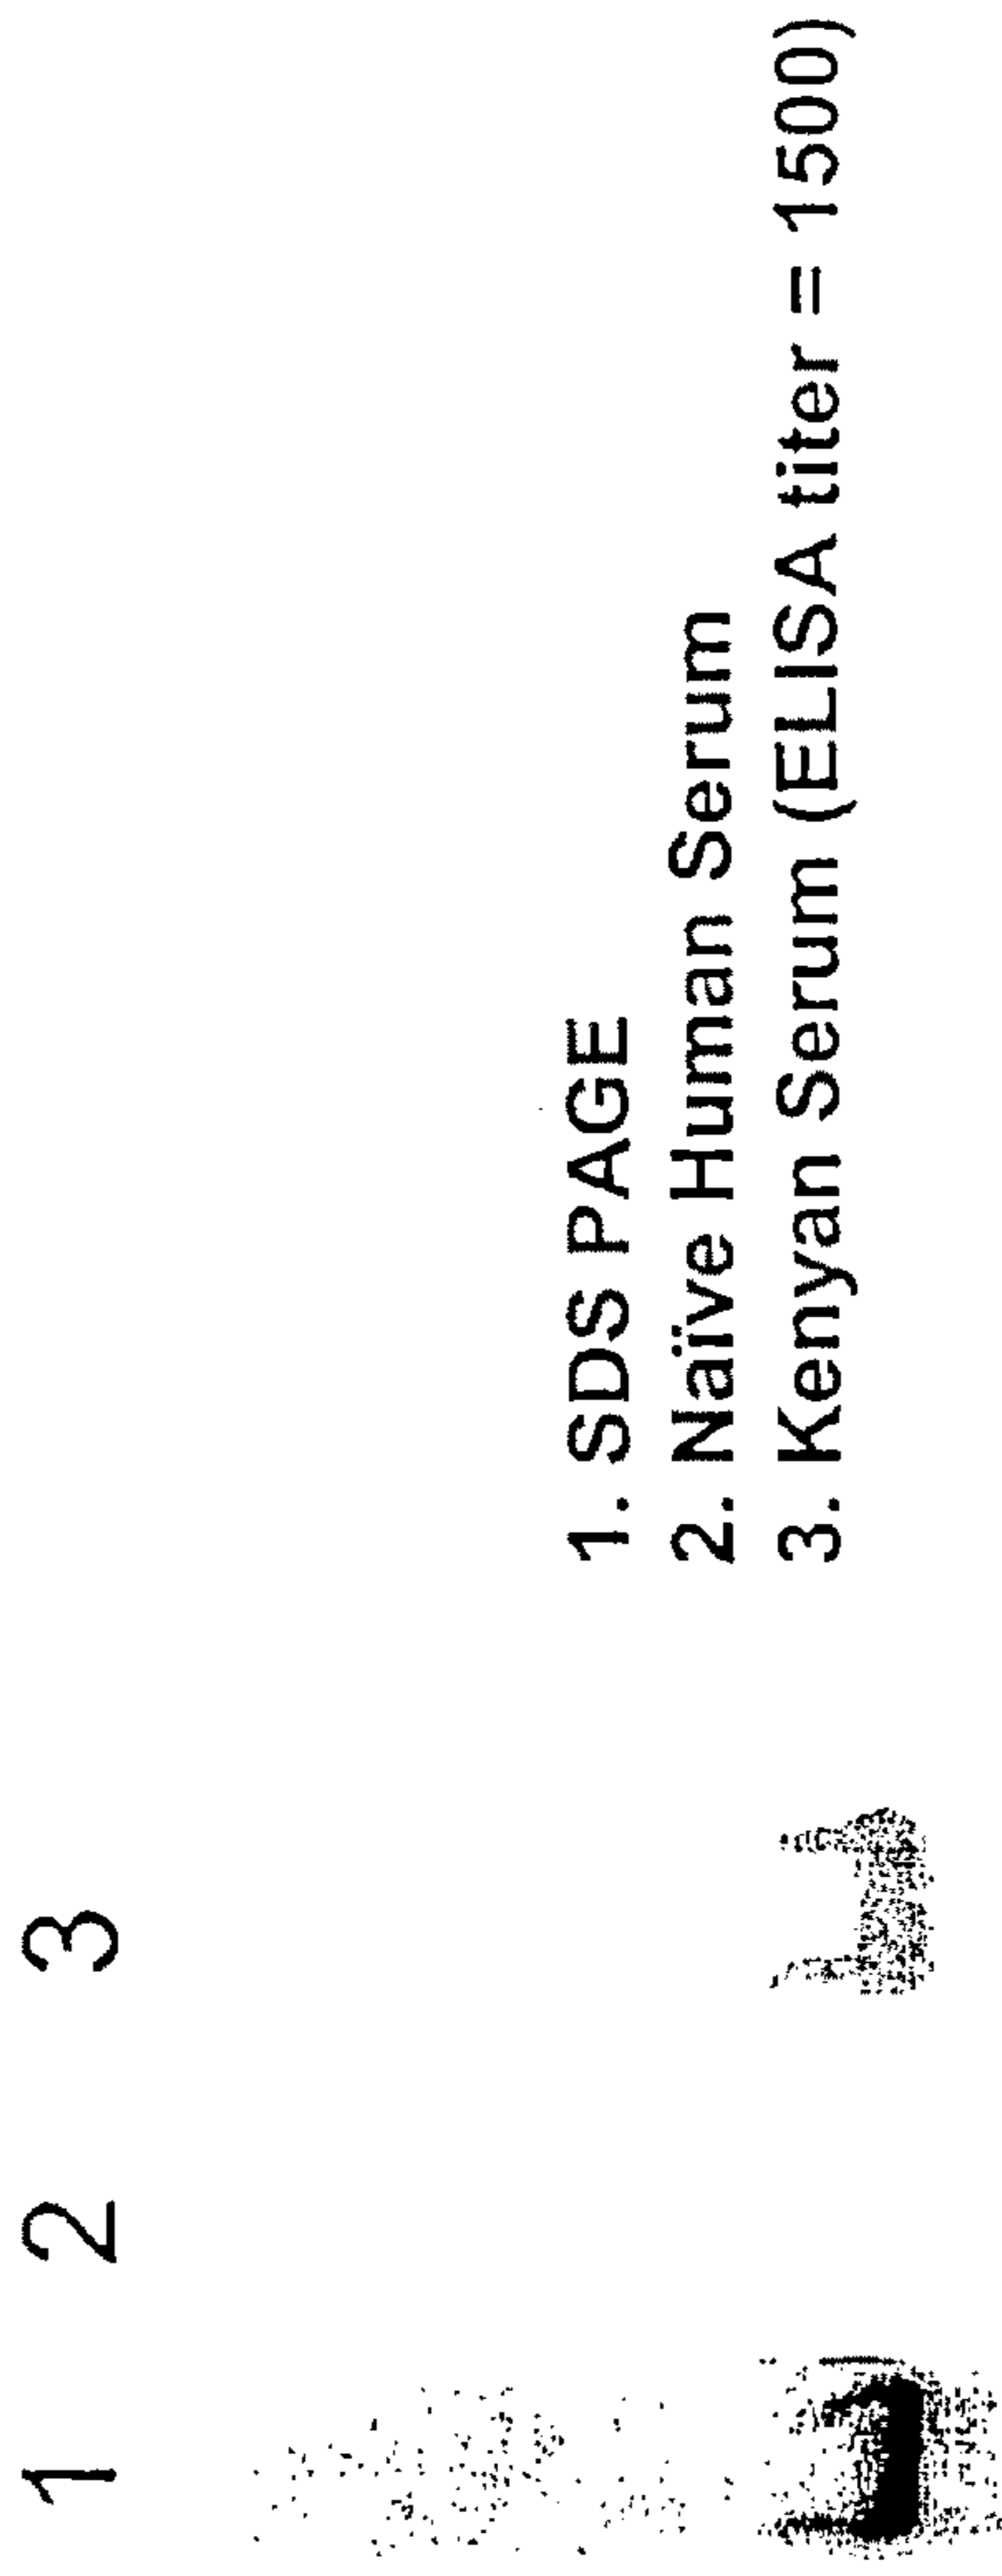 1 2 3
1. SDS PAGE
2. Naïve Human Serum
3. Kenyan Serum (ELISA titer = 1500)